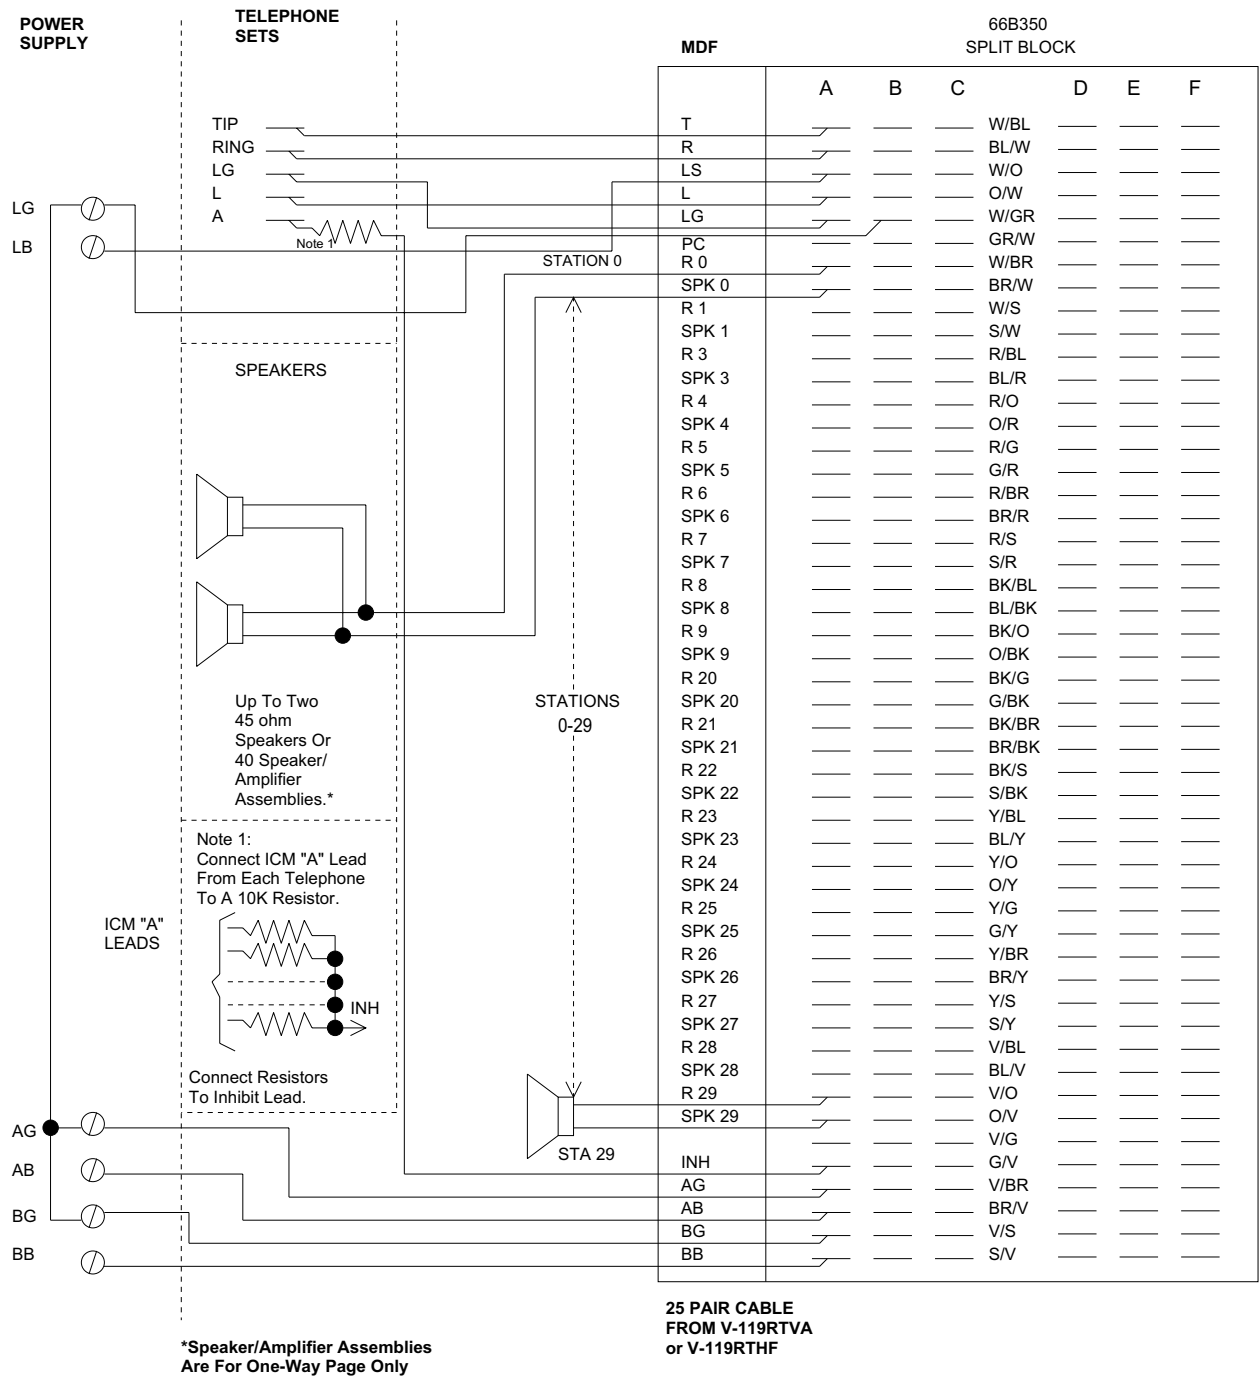 POWER
SUPPLY
TELEPHONE
SETS
MDF
66B350
SPLIT BLOCK
A B C D E F
TIP T W/BL
RING R BL/W
LG LS W/O
L L O/W
A LG W/GR
LG
LB
Note 1
STATION 0
PC GR/W
R 0 W/BR
SPK 0 BR/W
R 1 W/S
SPK 1 S/W
R 3 R/BL
SPK 3 BL/R
R 4 R/O
SPK 4 O/R
R 5 R/G
SPK 5 G/R
R 6 R/BR
SPK 6 BR/R
R 7 R/S
SPK 7 S/R
R 8 BK/BL
SPK 8 BL/BK
R 9 BK/O
SPK 9 O/BK
R 20 BK/G
SPK 20 G/BK
R 21 BK/BR
SPK 21 BR/BK
R 22 BK/S
SPK 22 S/BK
R 23 Y/BL
SPK 23 BL/Y
R 24 Y/O
SPK 24 O/Y
R 25 Y/G
SPK 25 G/Y
R 26 Y/BR
SPK 26 BR/Y
R 27 Y/S
SPK 27 S/Y
R 28 V/BL
SPK 28 BL/V
R 29 V/O
SPK 29 O/V
V/G
INH G/V
AG V/BR
AB BR/V
BG V/S
BB S/V
SPEAKERS
Up To Two
45 ohm
Speakers Or
40 Speaker/
Amplifier
Assemblies.*
STATIONS
0-29
Note 1:
Connect ICM "A" Lead
From Each Telephone
To A 10K Resistor.
ICM "A"
LEADS
INH
Connect Resistors
To Inhibit Lead.
STA 29
AG
AB
BG
BB
25 PAIR CABLE
FROM V-119RTVA
or V-119RTHF
*Speaker/Amplifier Assemblies
Are For One-Way Page Only